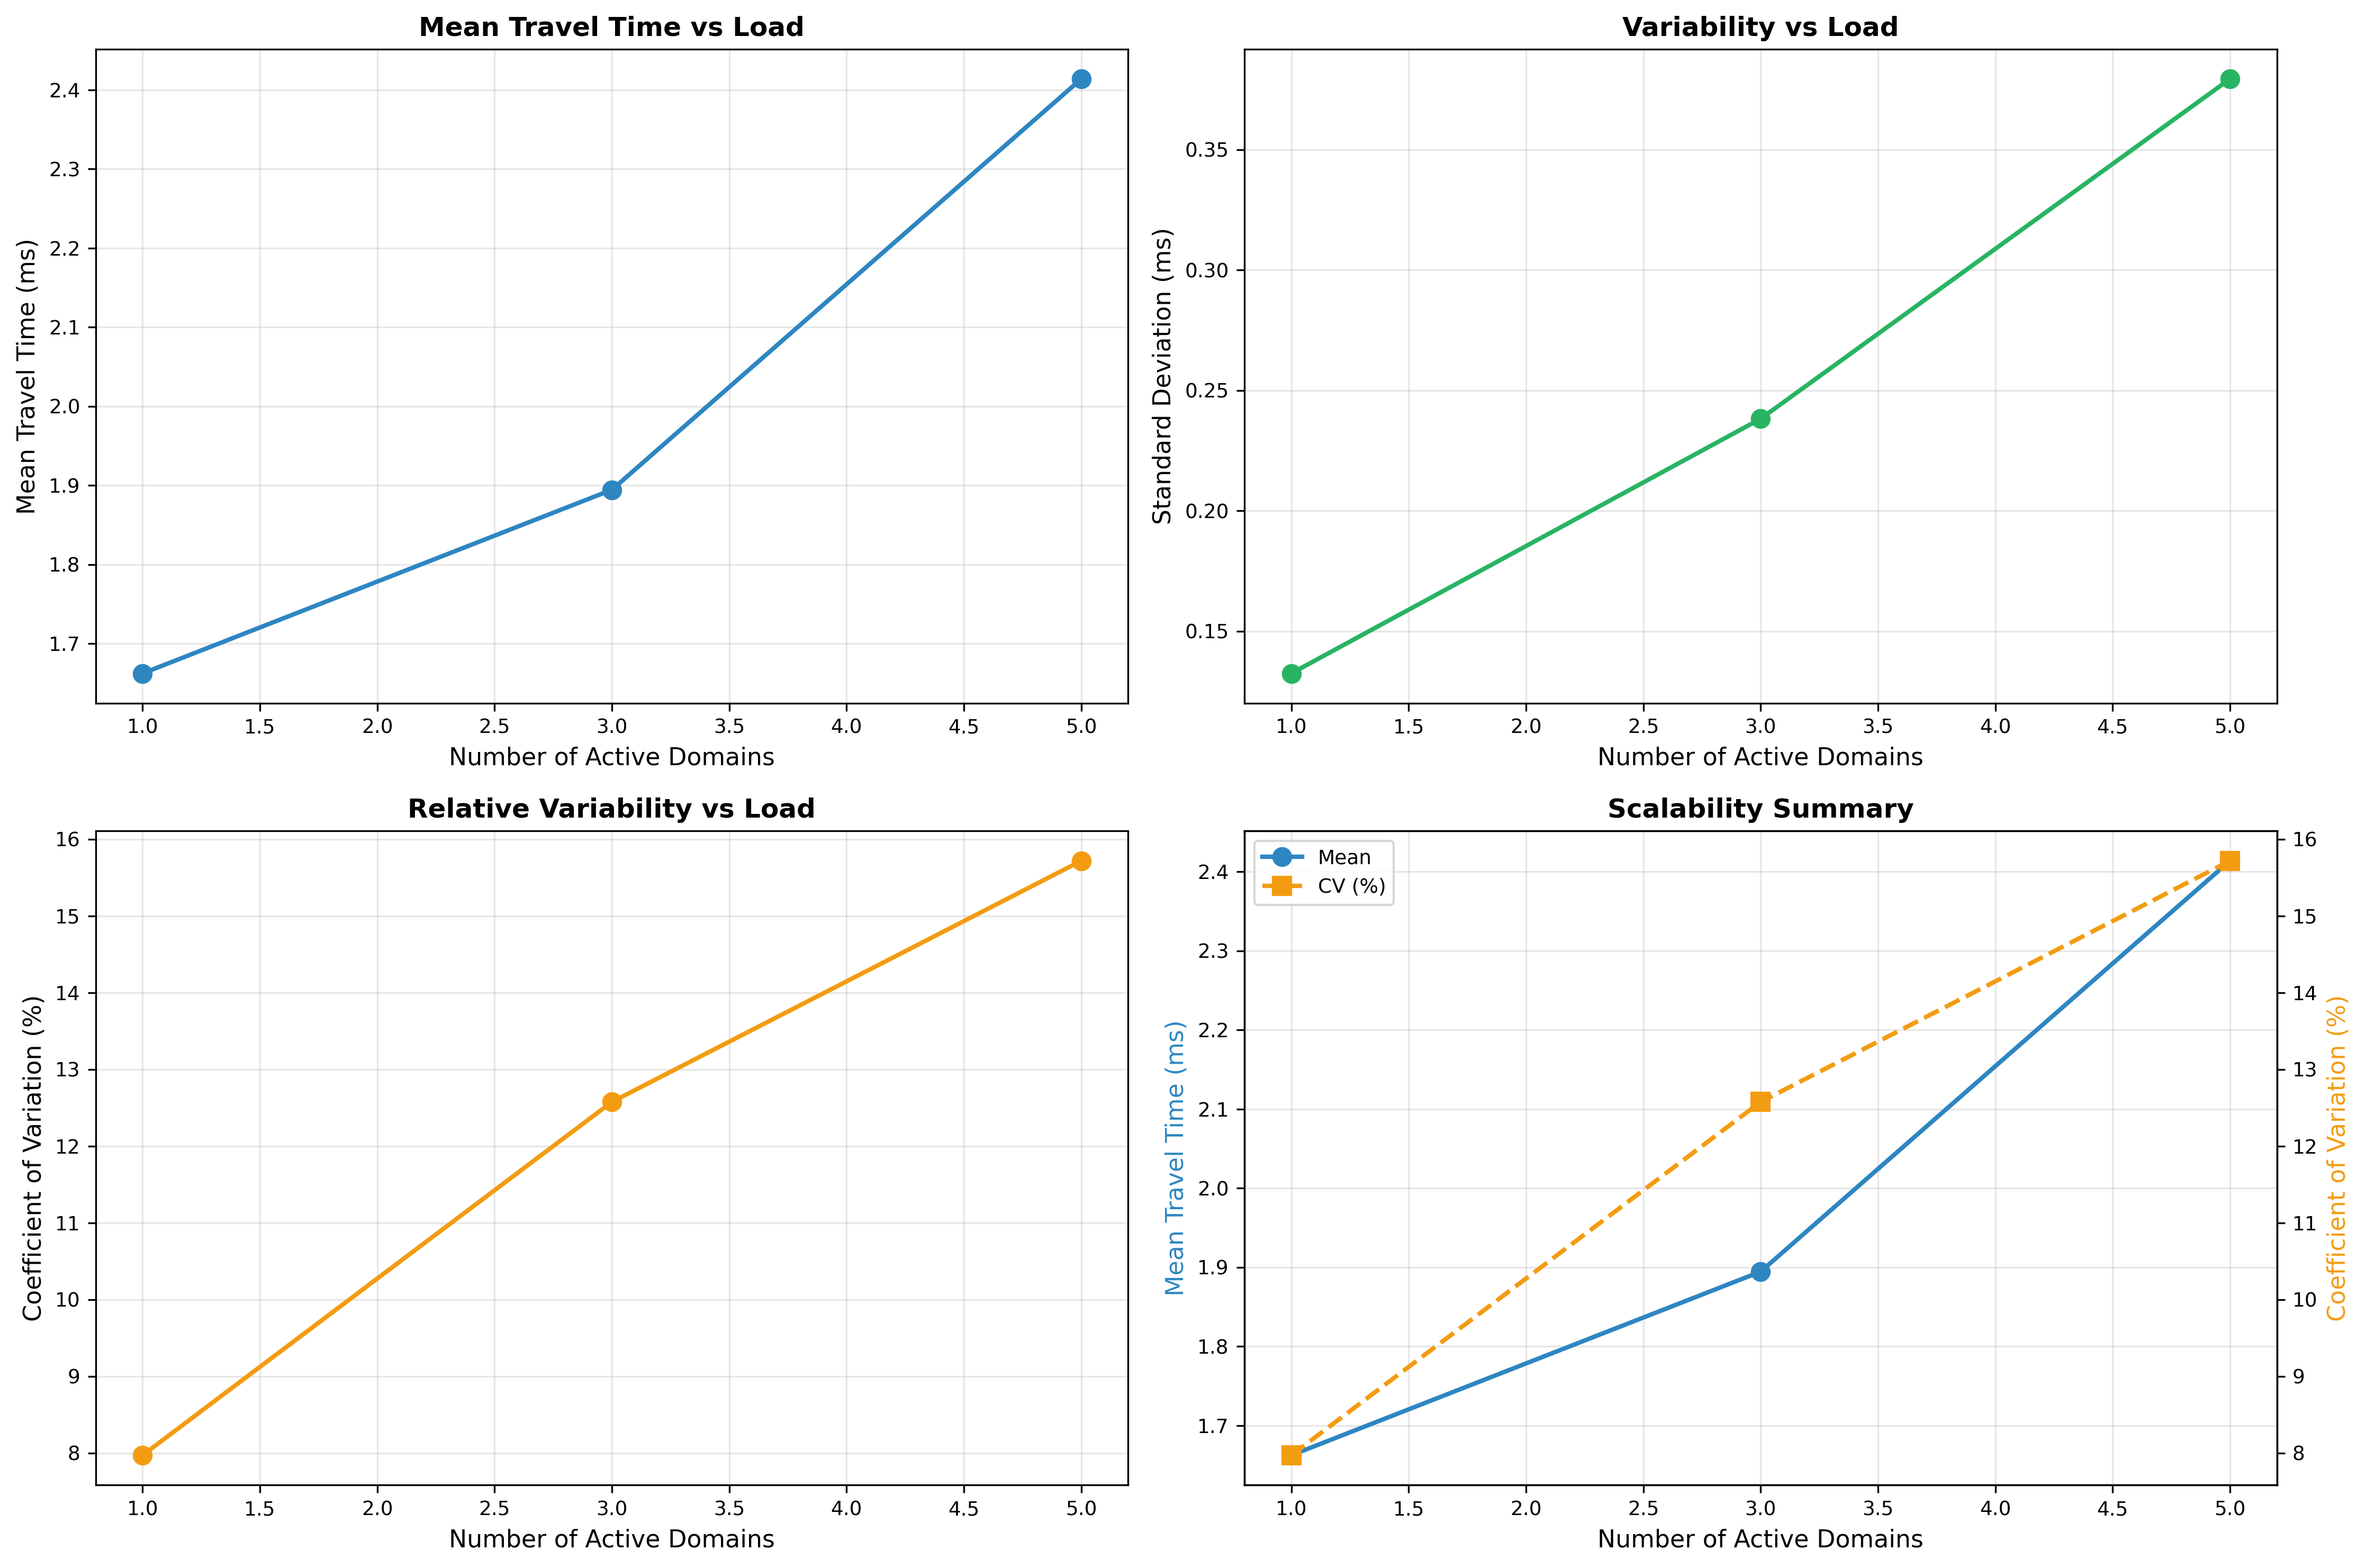 Mean Travel Time vs Load
Mean Travel Time (ms)
2.4
2.3
2.2
2.1
2.0
1.9
1.8
1.7
1.0 1.5 2.0 2.5 3.0 3.5 4.0 4.5 5.0
Number of Active Domains
Variability vs Load
Standard Deviation (ms)
0.35
0.30
0.25
0.20
0.15
1.0 1.5 2.0 2.5 3.0 3.5 4.0 4.5 5.0
Number of Active Domains
Relative Variability vs Load
Coefficient of Variation (%)
16
15
14
13
12
11
10
9
8
1.0 1.5 2.0 2.5 3.0 3.5 4.0 4.5 5.0
Number of Active Domains
Scalability Summary
Mean
CV (%)
Mean Travel Time (ms)
2.4
2.3
2.2
2.1
2.0
1.9
1.8
1.7
16
15
14
13
12
11
10
9
8
Coefficient of Variation (%)
1.0 1.5 2.0 2.5 3.0 3.5 4.0 4.5 5.0
Number of Active Domains